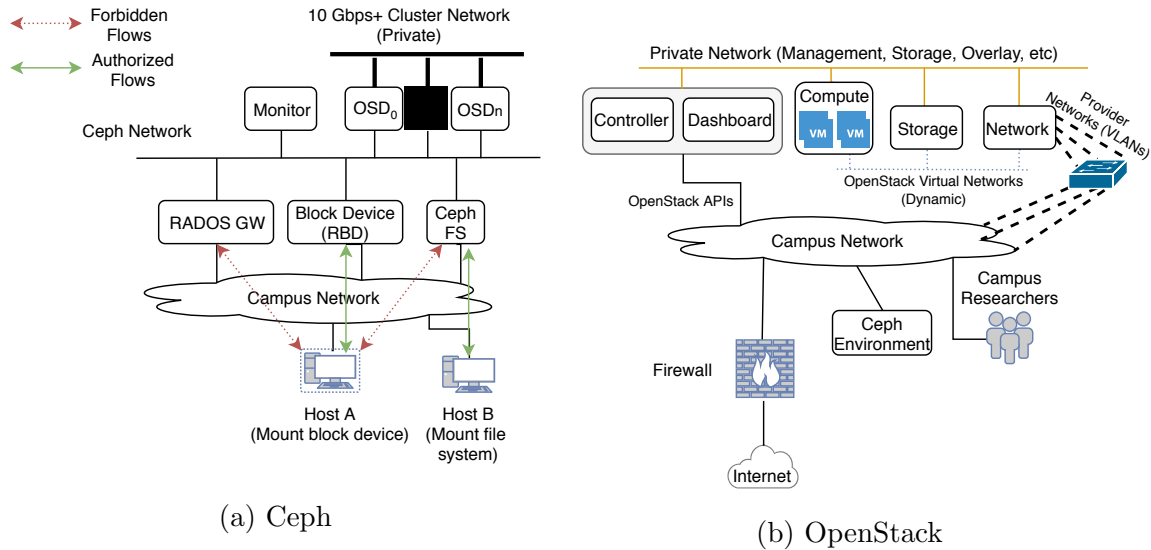 Forbidden
Flows
Authorized
Flows
10 Gbps+ Cluster Network
(Private)
Monitor
OSD0
OSDn
Ceph Network
RADOS GW
Block Device
(RBD)
Ceph
FS
Campus Network
Host A
(Mount block device)
Host B
(Mount file
system)
(a) Ceph
Private Network (Management, Storage, Overlay, etc)
Controller
Dashboard
Compute
VM
VM
Storage
Network
Provider
Networks (VLANs)
OpenStack Virtual Networks
(Dynamic)
OpenStack APIs
Campus Network
Campus
Researchers
Ceph
Environment
Firewall
Internet
(b) OpenStack